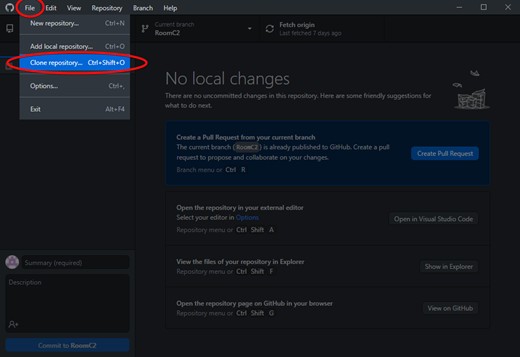 File Edit View Repository Branch Help
New repository... Ctrl+N
Add local repository... Ctrl+O
Clone repository... Ctrl+Shift+O
Options... Ctrl+,
Exit Alt+F4
Current branch
RoomC2
Fetch origin
Last fetched 7 days ago
No local changes
There are no uncommitted changes in this repository. Here are some friendly suggestions for
what to do next.
Create a Pull Request from your current branch
The current branch (RoomC2) is already published to GitHub. Create a pull
request to propose and collaborate on your changes.
Branch menu or Ctrl R
Create Pull Request
Open the repository in your external editor
Select your editor in Options
Repository menu or Ctrl Shift A
Open in Visual Studio Code
View the files of your repository in Explorer
Repository menu or Ctrl Shift F
Show in Explorer
Open the repository page on GitHub in your browser
Repository menu or Ctrl Shift G
View on GitHub
Summary (required)
Description
Commit to RoomC2